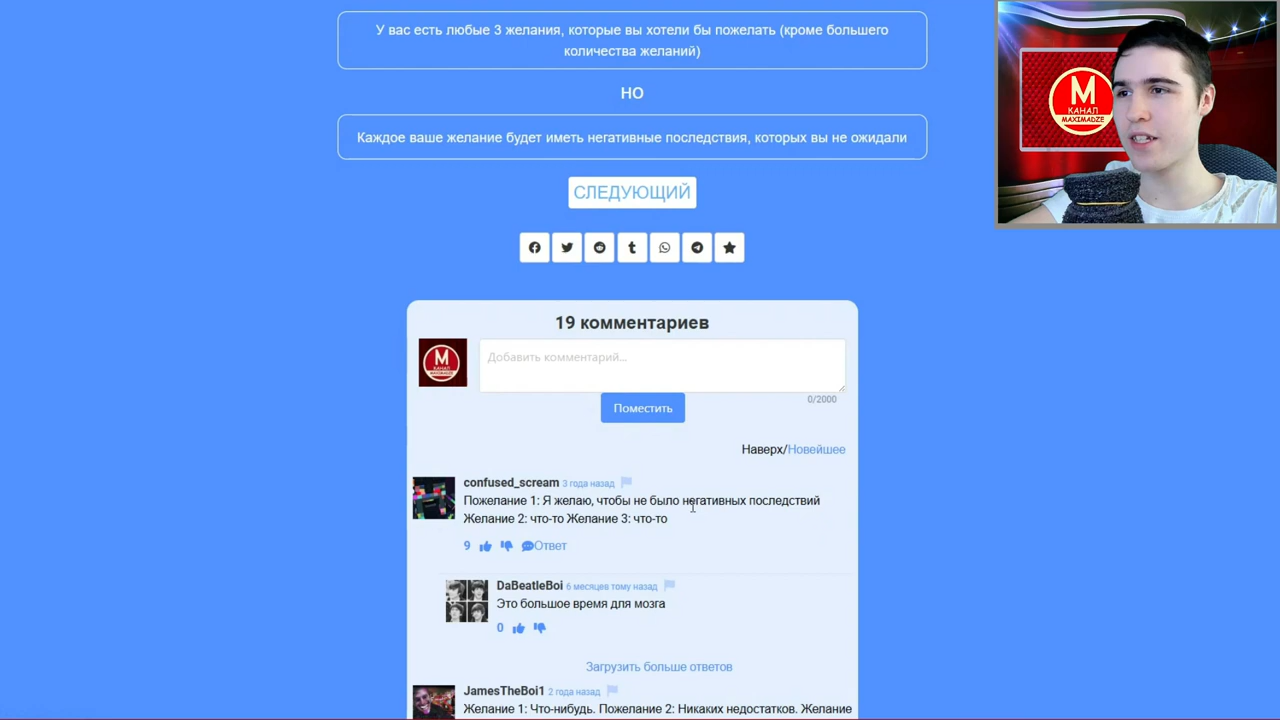 У вас есть любые 3 желания, которые вы хотели бы пожелать (кроме большего
количества желаний)
НО
Каждое ваше желание будет иметь негативные последствия, которых вы не ожидали
СЛЕДУЮЩИЙ
М
КАНАЛ
MAXIMADZE
19 комментариев
М
КАНАЛ
MAXIMADZE
Добавить комментарий...
0/2000
Поместить
Наверх/Новейшее
confused_scream 3 года назад
Пожелание 1: Я желаю, чтобы не было негативных последствий
Желание 2: что-то Желание 3: что-то
9 Ответ
DaBeatleBoi 6 месяцев тому назад
Это большое время для мозга
0
Загрузить больше ответов
JamesTheBoi1 2 года назад
Желание 1: Что-нибудь. Пожелание 2: Никаких недостатков. Желание